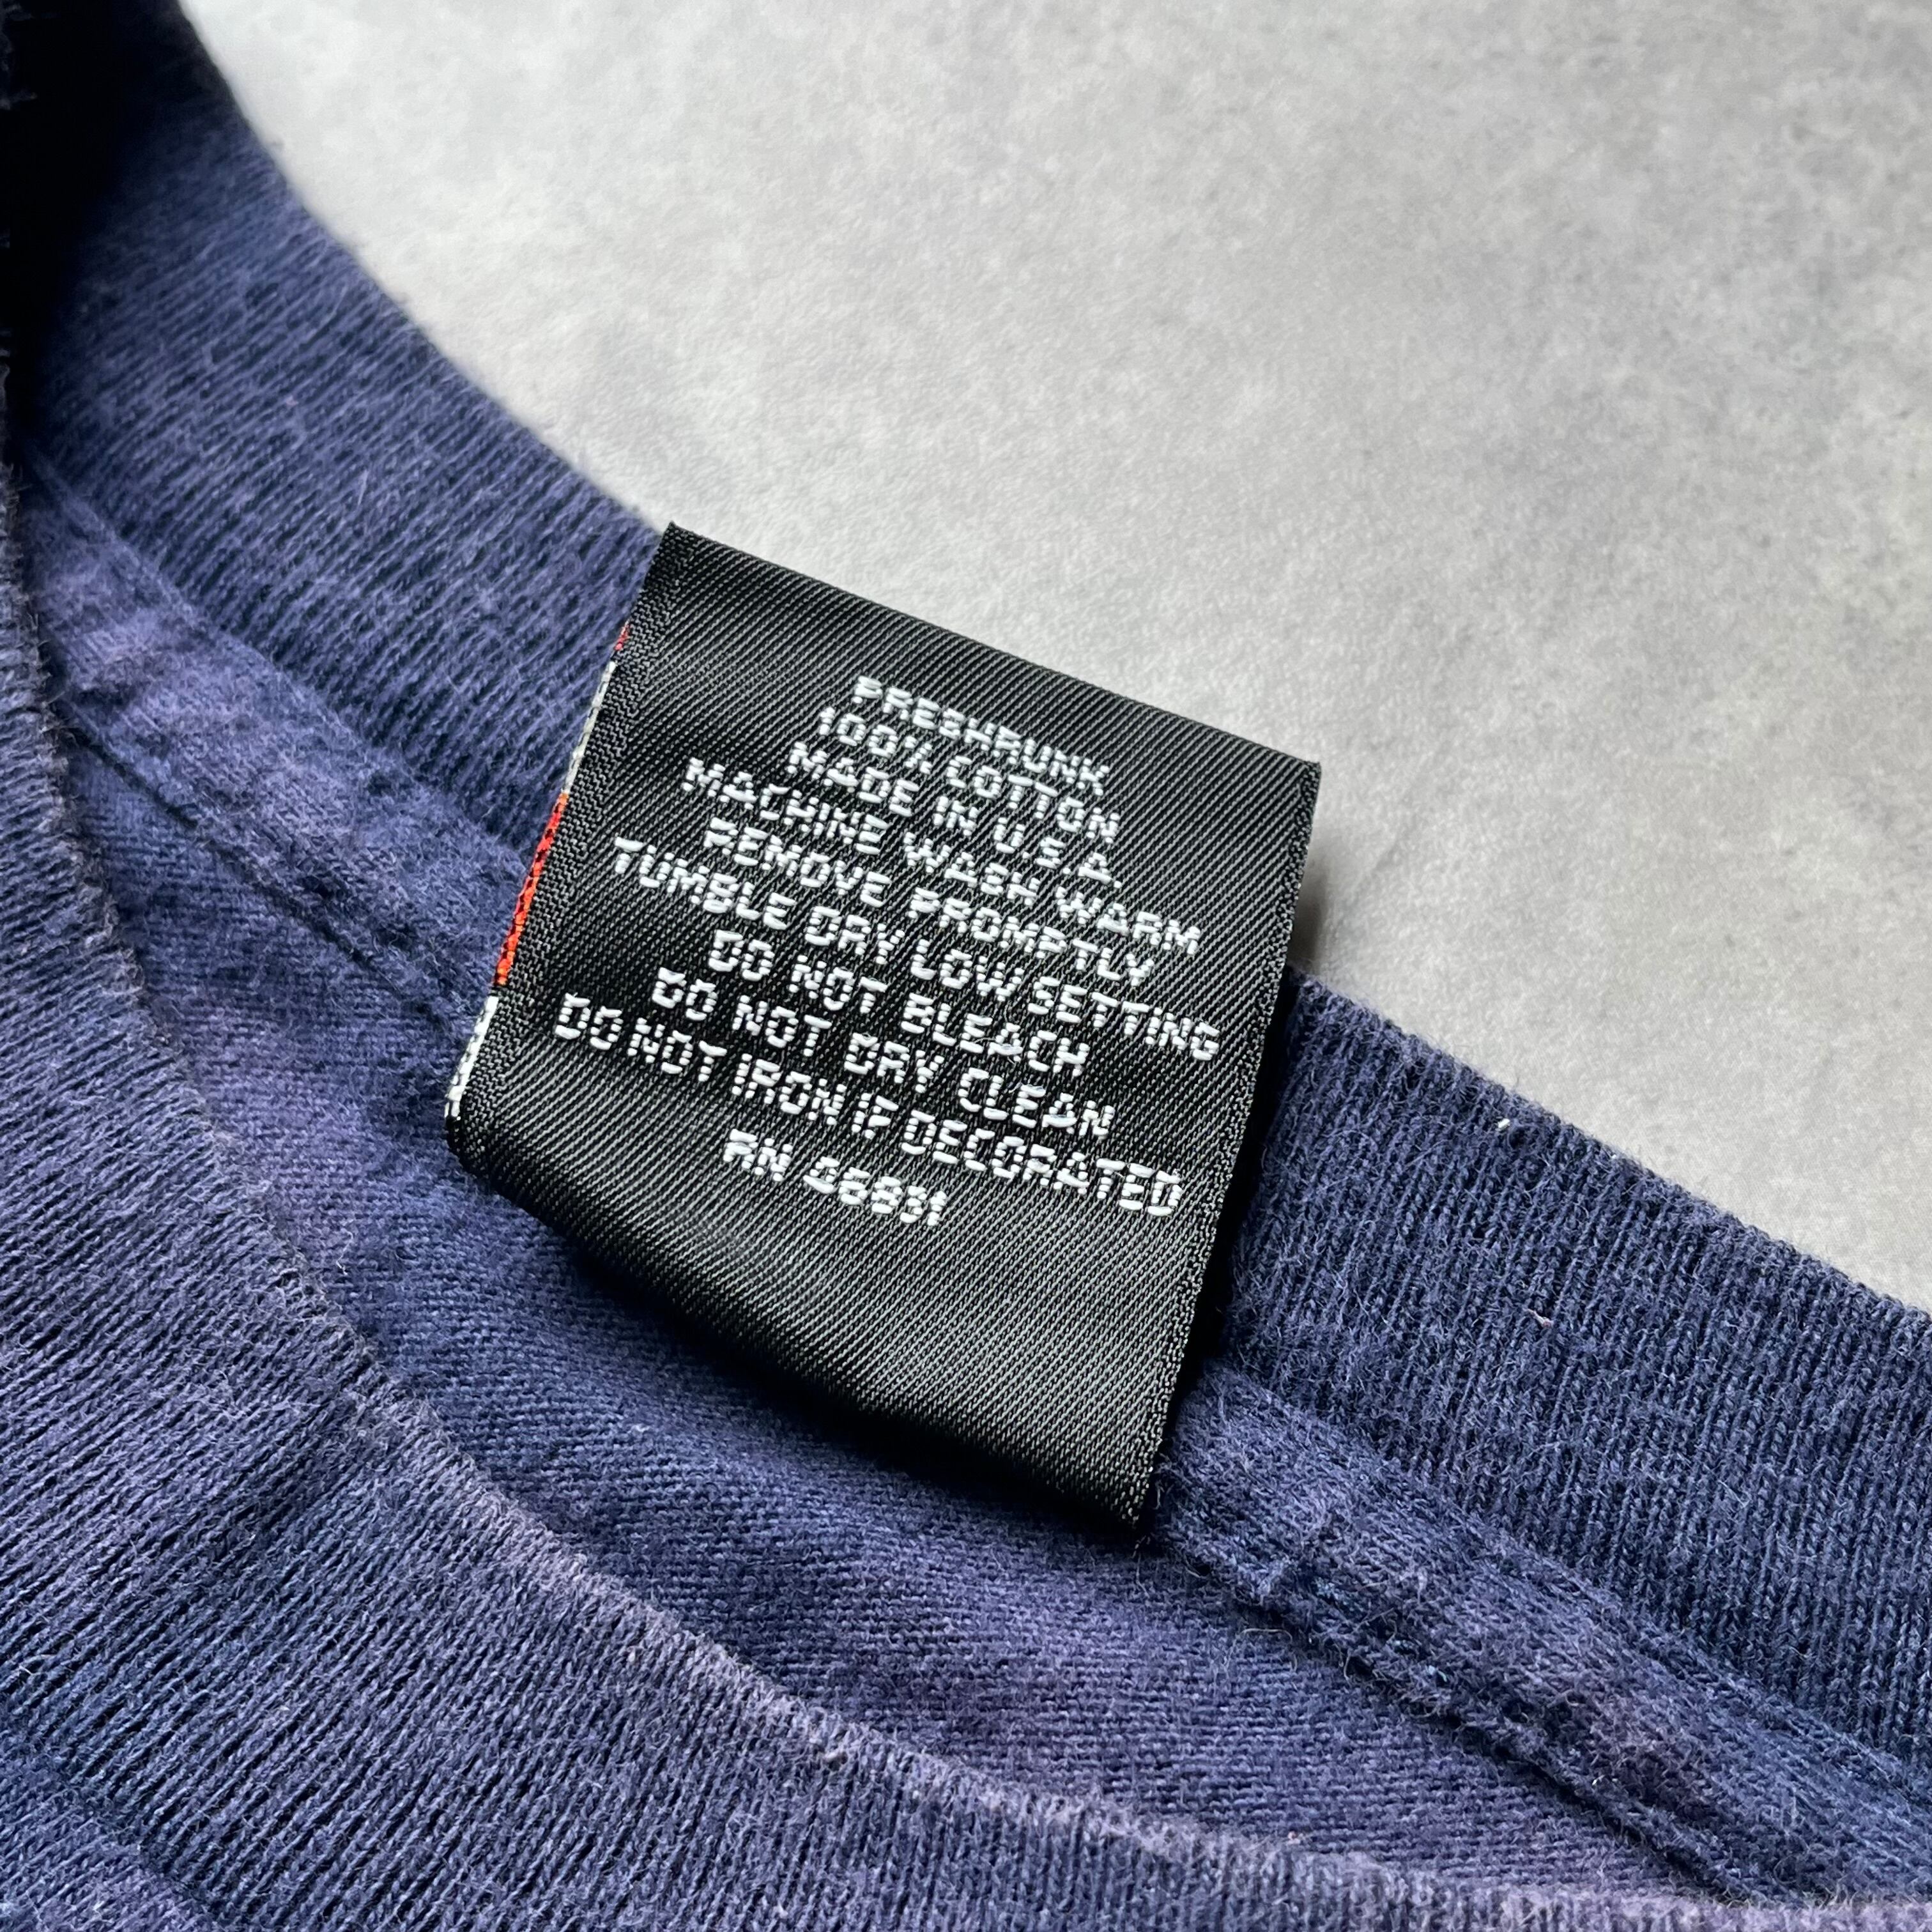 PRESHRUNK
100% COTTON
MADE IN U.S.A.
MACHINE WASH WARM
REMOVE PROMPTLY
TUMBLE DRY LOW SETTING
DO NOT BLEACH
DO NOT DRY CLEAN
DO NOT IRON IF DECORATED
RN